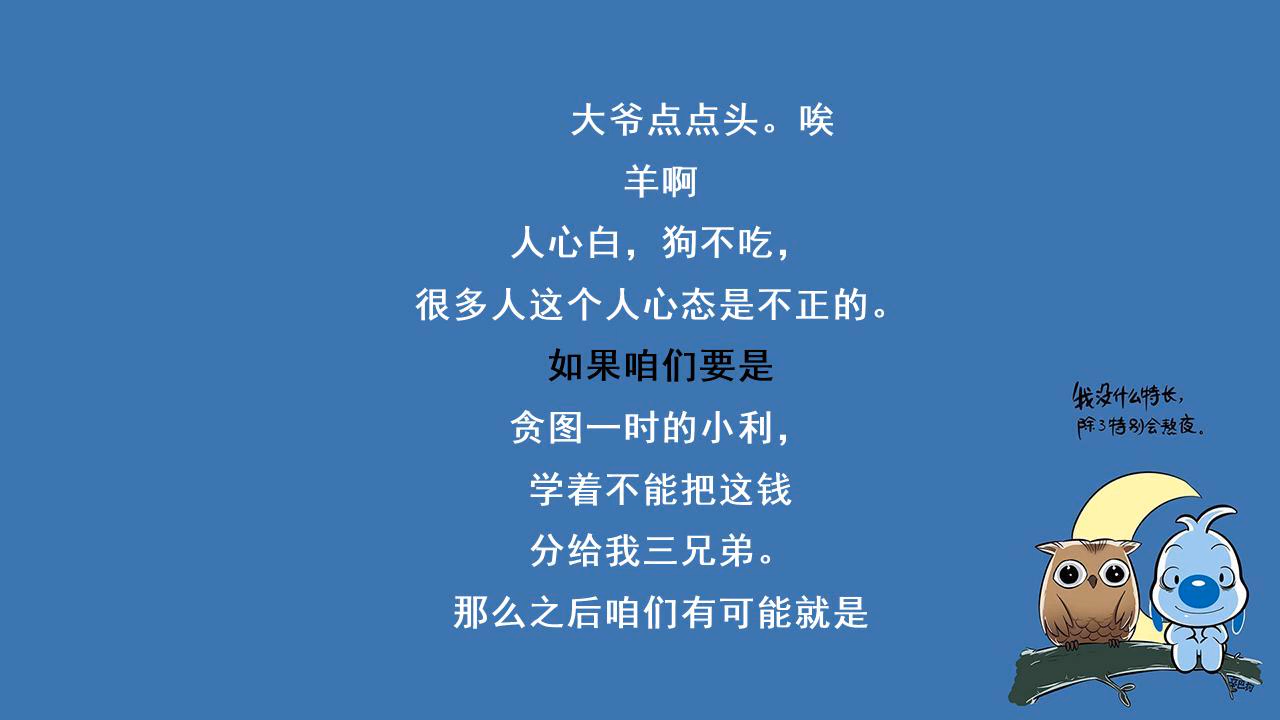 大爷点点头。唉
羊啊
人心白，狗不吃，
很多人这个人心态是不正的。
如果咱们要是
贪图一时的小利，
学着不能把这钱
分给我三兄弟。
那么之后咱们有可能就是
我没什么特长，
除了特别会熬夜。